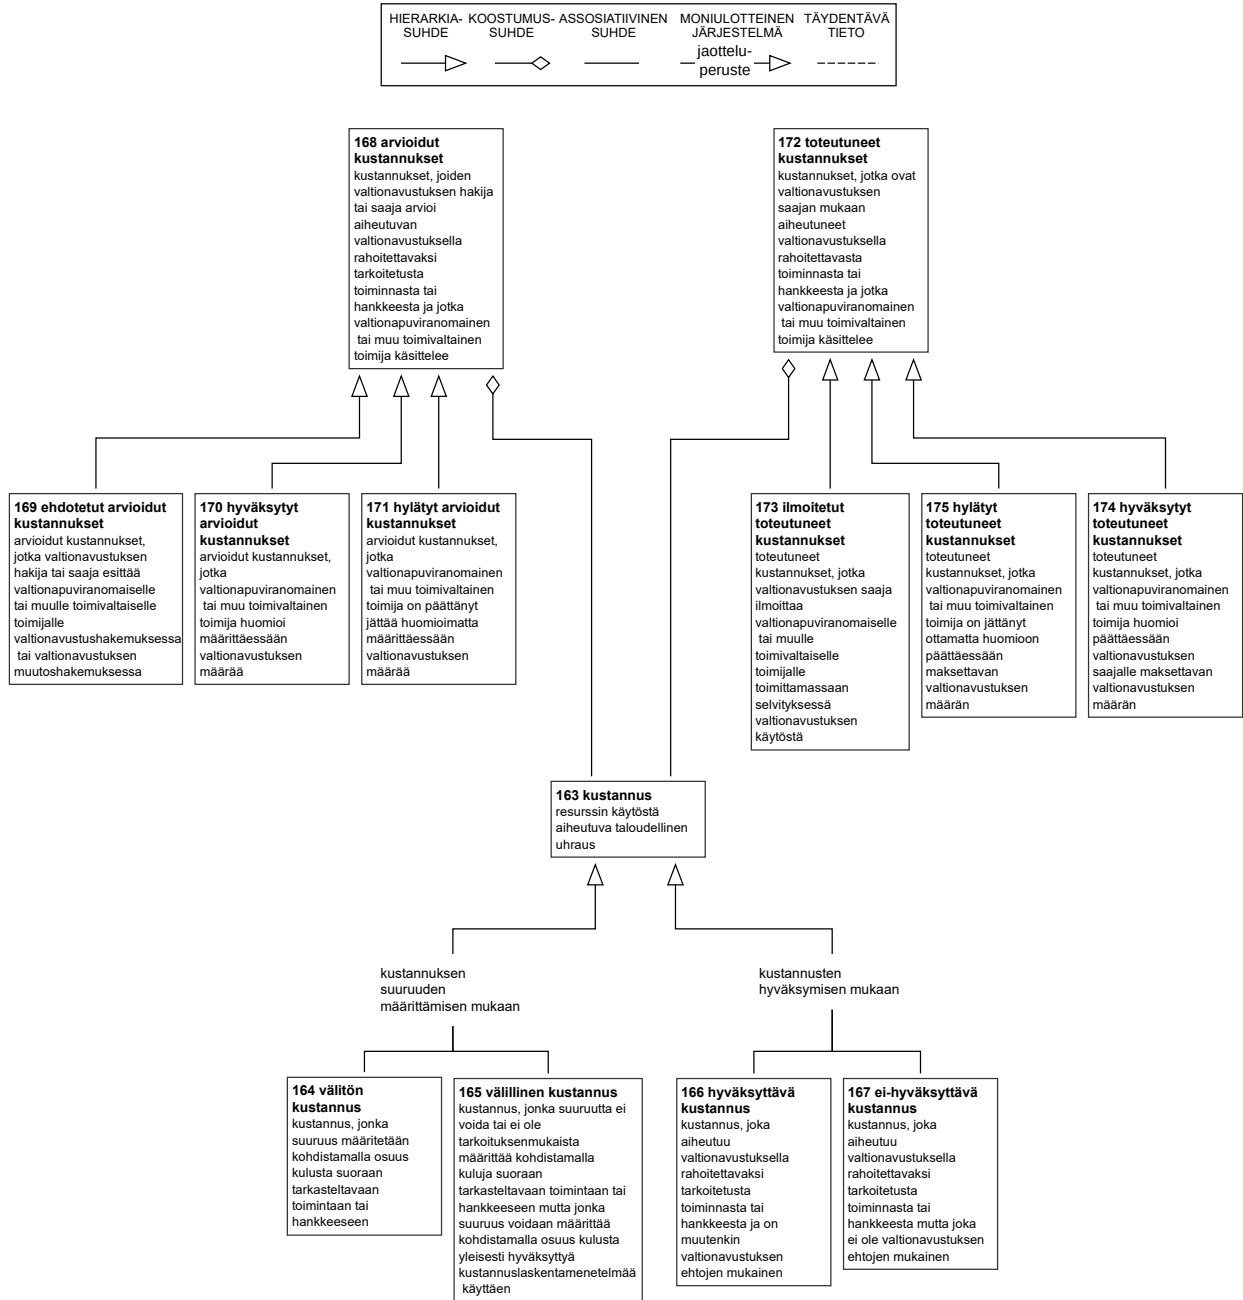 HIERARKIA-
SUHDE
KOOSTUMUS-
SUHDE
ASSOSIATIIVINEN
SUHDE
MONIULOTTEINEN
JÄRJESTELMÄ
jaottelu-
peruste
TÄYDENTÄVÄ
TIETO
168 arvioidut
kustannukset
kustannukset, joiden
valtionavustuksen hakija
tai saaja arvioi
aiheutuvan
valtionavustuksella
rahoitettavaksi
tarkoitetusta
toiminnasta tai
hankkeesta ja jotka
valtionapuviranomainen
tai muu toimivaltainen
toimija käsittelee
172 toteutuneet
kustannukset
kustannukset, jotka ovat
valtionavustuksen
saajan mukaan
aiheutuneet
valtionavustuksella
rahoitettavasta
toiminnasta tai
hankkeesta ja jotka
valtionapuviranomainen
tai muu toimivaltainen
toimija käsittelee
169 ehdotetut arvioidut
kustannukset
arvioidut kustannukset,
jotka valtionavustuksen
hakija tai saaja esittää
valtionapuviranomaiselle
tai muulle toimivaltaiselle
toimijalle
valtionavustushakemuksessa
tai valtionavustuksen
muutoshakemuksessa
170 hyväksytyt
arvioidut
kustannukset
arvioidut kustannukset,
jotka
valtionapuviranomainen
tai muu toimivaltainen
toimija huomioi
määrittäessään
valtionavustuksen
määrää
171 hylätyt arvioidut
kustannukset
arvioidut kustannukset,
jotka
valtionapuviranomainen
tai muu toimivaltainen
toimija on päättänyt
jättää huomioimatta
määrittäessään
valtionavustuksen
määrää
173 ilmoitetut
toteutuneet
kustannukset
toteutuneet
kustannukset, jotka
valtionavustuksen saaja
ilmoittaa
valtionapuviranomaiselle
tai muulle
toimivaltaiselle
toimijalle
toimittamassaan
selvityksessä
valtionavustuksen
käytöstä
175 hylätyt
toteutuneet
kustannukset
toteutuneet
kustannukset, jotka
valtionapuviranomainen
tai muu toimivaltainen
toimija on jättänyt
ottamatta huomioon
päättäessään
maksettavan
valtionavustuksen
määrän
174 hyväksytyt
toteutuneet
kustannukset
toteutuneet
kustannukset, jotka
valtionapuviranomainen
tai muu toimivaltainen
toimija huomioi
päättäessään
valtionavustuksen
saajalle maksettavan
valtionavustuksen
määrän
163 kustannus
resurssin käytöstä
aiheutuva taloudellinen
uhraus
kustannuksen
suuruuden
määrittämisen mukaan
kustannusten
hyväksymisen mukaan
164 välitön
kustannus
kustannus, jonka
suuruus määritetään
kohdistamalla osuus
kulusta suoraan
tarkasteltavaan
toimintaan tai
hankkeeseen
165 välillinen kustannus
kustannus, jonka suuruutta ei
voida tai ei ole
tarkoituksenmukaista
määrittää kohdistamalla
kuluja suoraan
tarkasteltavaan toimintaan tai
hankkeeseen mutta jonka
suuruus voidaan määrittää
kohdistamalla osuus kulusta
yleisesti hyväksyttyä
kustannuslaskentamenetelmää
käyttäen
166 hyväksyttävä
kustannus
kustannus, joka
aiheutuu
valtionavustuksella
rahoitettavaksi
tarkoitetusta
toiminnasta tai
hankkeesta ja on
muutenkin
valtionavustuksen
ehtojen mukainen
167 ei-hyväksyttävä
kustannus
kustannus, joka
aiheutuu
valtionavustuksella
rahoitettavaksi
tarkoitetusta
toiminnasta tai
hankkeesta mutta joka
ei ole valtionavustuksen
ehtojen mukainen